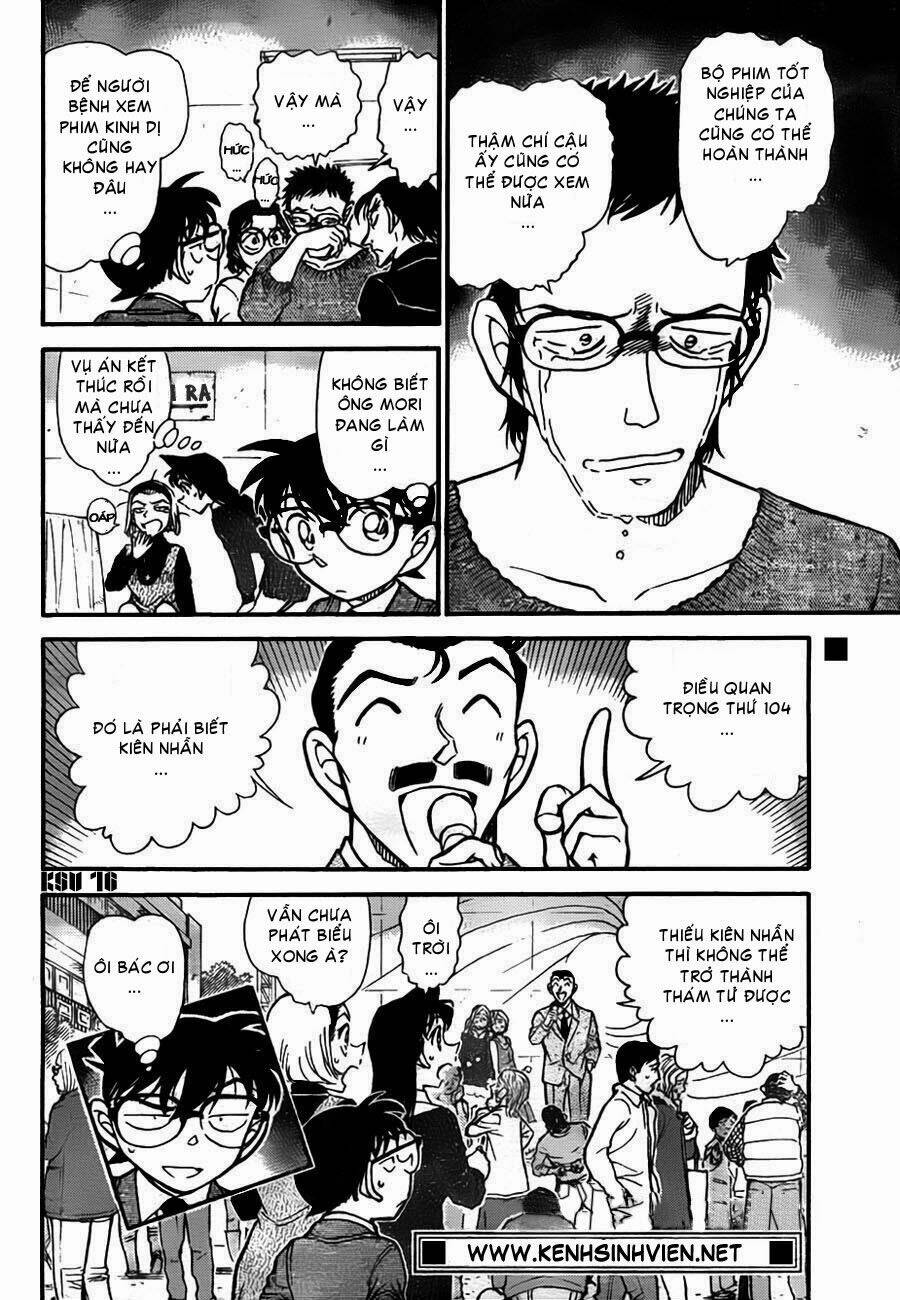 BỘ PHIM TỐT
NGHIỆP CỦA
CHÚNG TA
CŨNG CÓ THỂ
HOÀN THÀNH
...
THẬM CHÍ CẬU
ẤY CŨNG CÓ
THỂ ĐƯỢC XEM
NỮA
...
VẬY
...
VẬY MÀ
...
HỨC
...
HỨC
...
ĐỂ NGƯỜI
BỆNH XEM
PHIM KINH DỊ
CŨNG
KHÔNG HAY
ĐÂU
...
KHÔNG BIẾT
ÔNG MORI
ĐANG LÀM
GÌ
...
VỤ ÁN KẾT
THÚC RỒI
MÀ CHƯA
THẤY ĐẾN
NỮA
...
RA
OÁP
ĐIỀU QUAN
TRỌNG THỨ 104
...
ĐÓ LÀ PHẢI BIẾT
KIÊN NHẪN
...
KSV 16
THIẾU KIÊN NHẪN
THÌ KHÔNG THỂ
TRỞ THÀNH
THÁM TỬ ĐƯỢC
...
ÔI
TRỜI
...
VẪN CHƯA
PHÁT BIỂU
XONG À?
ÔI BÁC ƠI
...
WWW.KENHSINHVIEN.NET